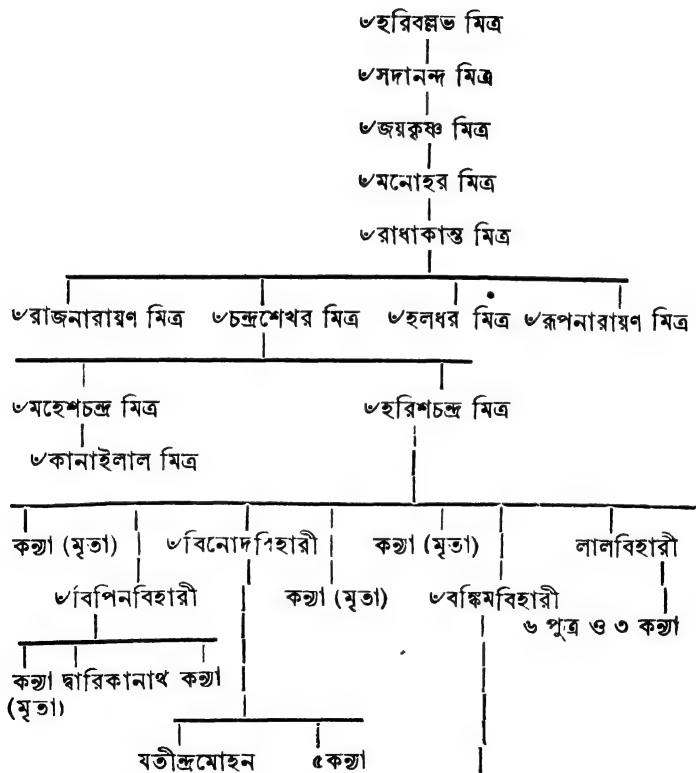 ৺হরিবল্লভ মিত্র
৺সদানন্দ মিত্র
৺জয়কৃষ্ণ মিত্র
৺মনোহর মিত্র
৺রাধাকান্ত মিত্র
৺রাজনারায়ণ মিত্র ৺চন্দ্রশেখর মিত্র ৺হলধর মিত্র ৺রূপনারায়ণ মিত্র
৺মহেশচন্দ্র মিত্র ৺হরিশচন্দ্র মিত্র
৺কানাইলাল মিত্র
কন্যা (মৃতা) ৺বিনোদবিহারী কন্যা (মৃতা) লালবিহারী
৺বিপিনবিহারী কন্যা (মৃতা) ৺বঙ্কিমবিহারী
৬ পুত্র ও ৩ কন্যা
কন্যা দ্বারিকানাথ কন্যা
(মৃতা)
যতীন্দ্রমোহন ৫কন্যা